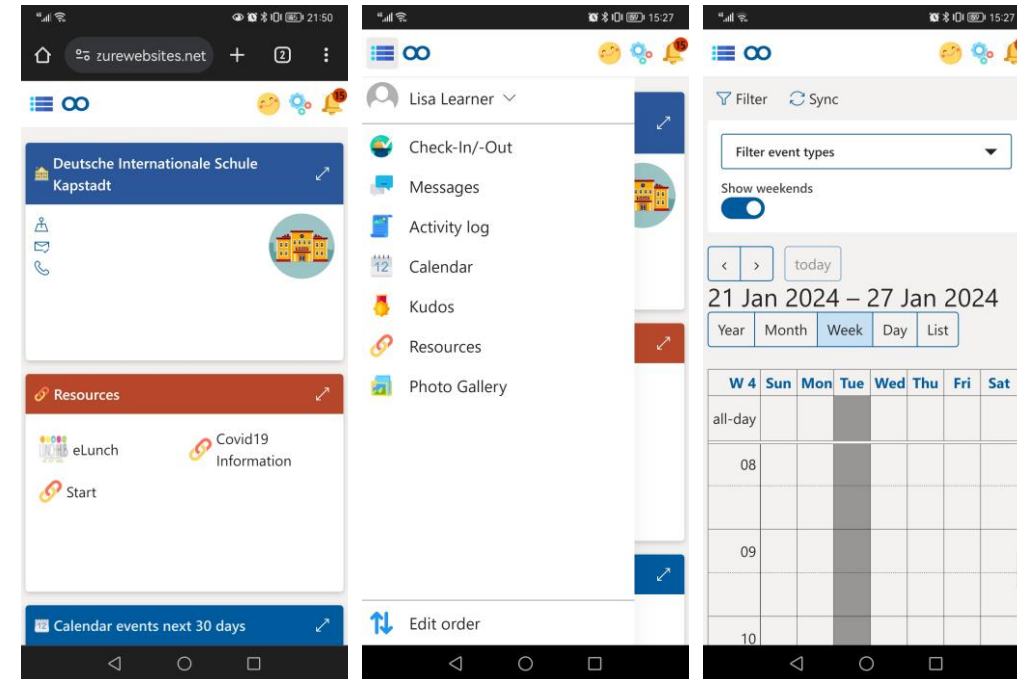 21:50
zurewebsites.net
2
15
Deutsche Internationale Schule
Kapstadt
Resources
eLunch
Covid19
Information
Start
Calendar events next 30 days
15:27
15
Lisa Learner
Check-In/-Out
Messages
Activity log
12
Calendar
Kudos
Resources
Photo Gallery
Edit order
15:27
Filter
Sync
Filter event types
Show weekends
< > today
21 Jan 2024 – 27 Jan 2024
Year Month Week Day List
W 4 Sun Mon Tue Wed Thu Fri Sat
all-day
08
09
10